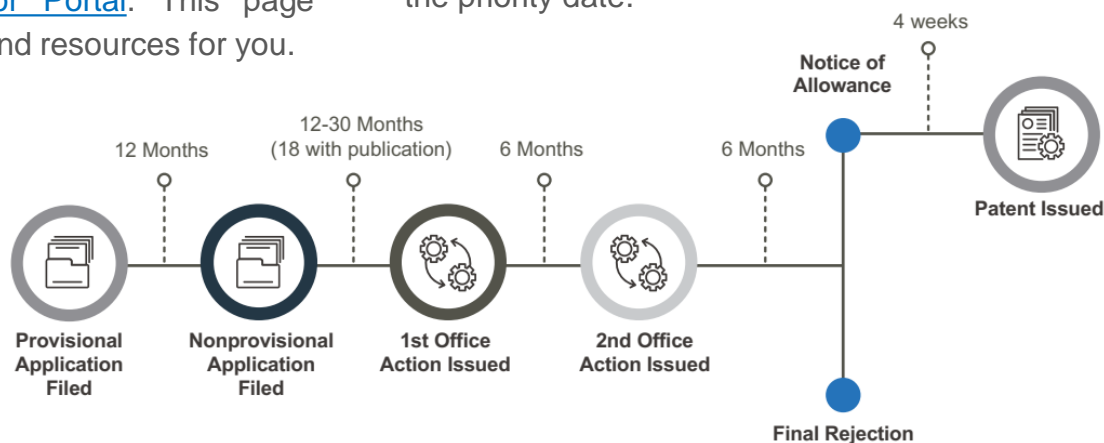 or Portal. This page
nd resources for you.
the priority date.
4 weeks
Notice of
Allowance
12-30 Months
(18 with publication)
12 Months
6 Months
6 Months
Patent Issued
Provisional
Application
Filed
Nonprovisional
Application
Filed
1st Office
Action Issued
2nd Office
Action Issued
Final Rejection